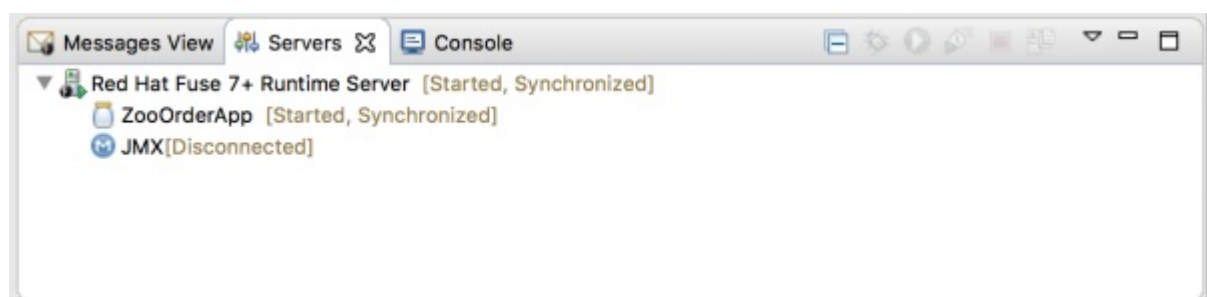 Messages View Servers Console
Red Hat Fuse 7+ Runtime Server [Started, Synchronized]
ZooOrderApp [Started, Synchronized]
JMX[Disconnected]